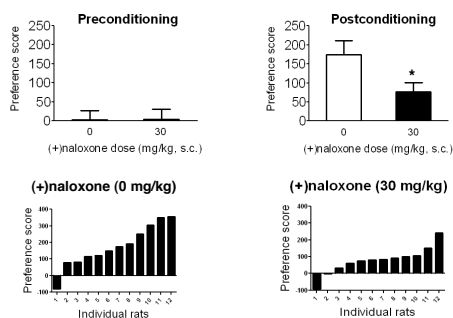 Preconditioning
Preference score
250
200
150
100
50
0
0 30
(+)naloxone dose (mg/kg, s.c.)
Postconditioning
Preference score
250
200
150
100
50
0
*
0 30
(+)naloxone dose (mg/kg, s.c.)
(+)naloxone (0 mg/kg)
Preference score
400
300
200
100
0
-100
1 2 3 4 5 6 7 8 9 10 11 12
Individual rats
(+)naloxone (30 mg/kg)
Preference score
400
300
200
100
0
-100
1 2 3 4 5 6 7 8 9 10 11 12
Individual rats